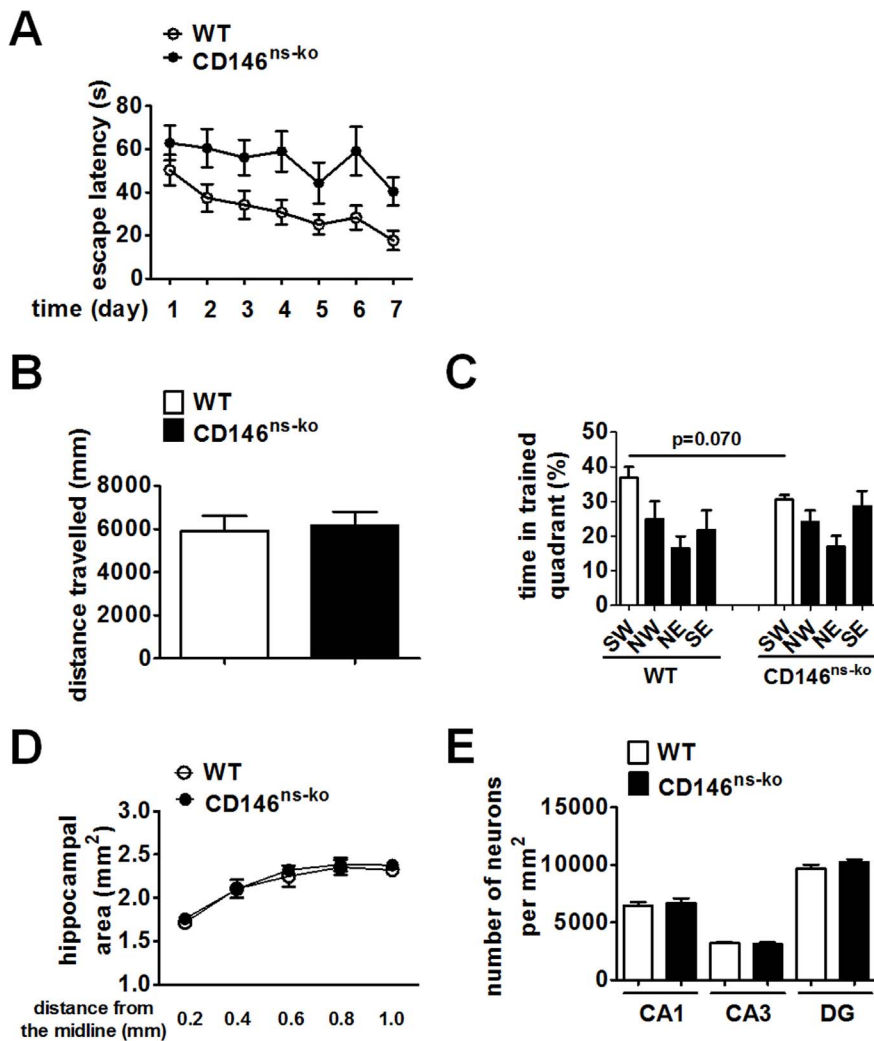 A
WT
CD146ns-ko
escape latency (s)
80
60
40
20
0
time (day) 1 2 3 4 5 6 7
B
WT
CD146ns-ko
distance travelled (mm)
8000
6000
4000
2000
0
C
p=0.070
time in trained
quadrant (%)
50
40
30
20
10
0
SW NW NE SE SW NW NE SE
WT CD146ns-ko
D
WT
CD146ns-ko
hippocampal
area (mm2)
3.0
2.5
2.0
1.5
1.0
distance from
the midline (mm) 0.2 0.4 0.6 0.8 1.0
E
WT
CD146ns-ko
number of neurons
per mm2
15000
10000
5000
0
CA1 CA3 DG